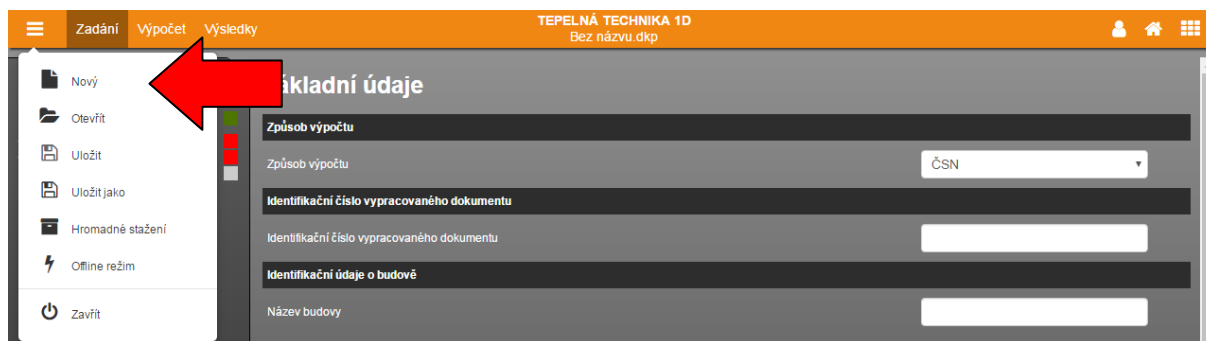 Zadání Výpočet Výsledky
TEPELNÁ TECHNIKA 1D
Bez názvu.dkp
Nový
Otevřít
Uložit
Uložit jako
Hromadné stažení
Offline režim
Zavřít
kladní údaje
Způsob výpočtu
Způsob výpočtu ČSN
Identifikační číslo vypracovaného dokumentu
Identifikační číslo vypracovaného dokumentu
Identifikační údaje o budově
Název budovy